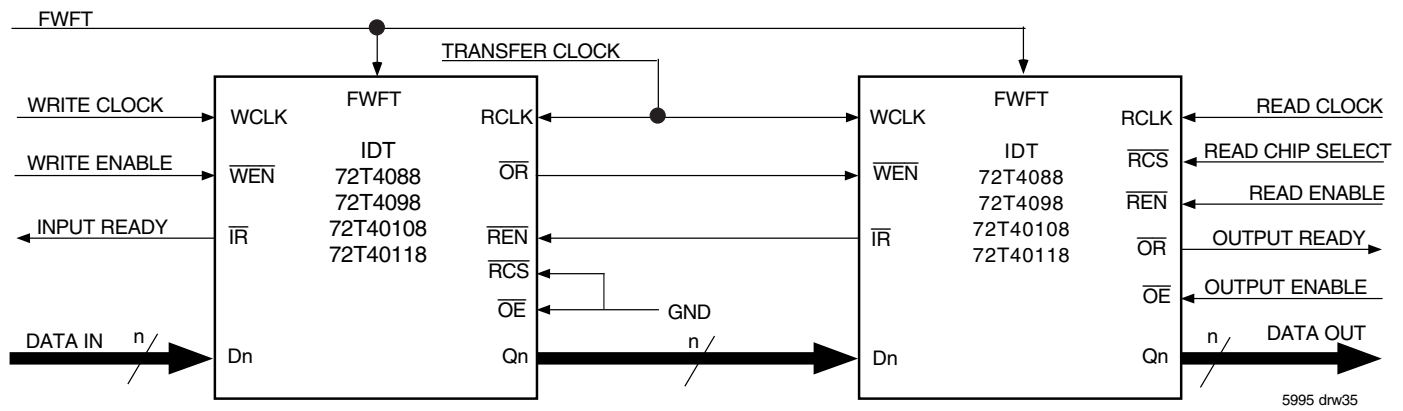 FWFT
TRANSFER CLOCK
WRITE CLOCK
WRITE ENABLE
INPUT READY
DATA IN
n
FWFT
WCLK
RCLK
IDT
72T4088
72T4098
72T40108
72T40118
WEN
OR
IR
REN
RCS
OE
GND
Dn
Qn
n
FWFT
WCLK
RCLK
IDT
72T4088
72T4098
72T40108
72T40118
WEN
RCS
REN
IR
OR
OE
Dn
Qn
READ CLOCK
READ CHIP SELECT
READ ENABLE
OUTPUT READY
OUTPUT ENABLE
n
DATA OUT
5995 drw35